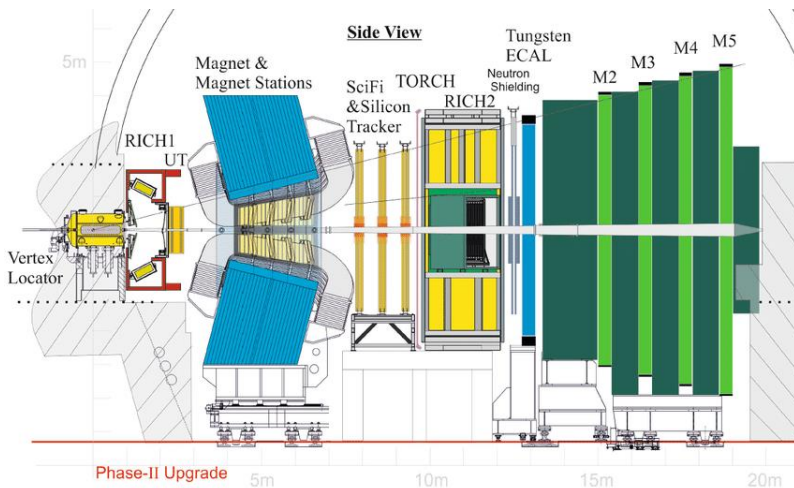 Side View
5m
Magnet &
Magnet Stations
SciFi
&Silicon
Tracker
TORCH
RICH2
Neutron
Shielding
Tungsten
ECAL
M2
M3
M4
M5
RICH1
UT
Vertex
Locator
Phase-II Upgrade
5m
10m
15m
20m